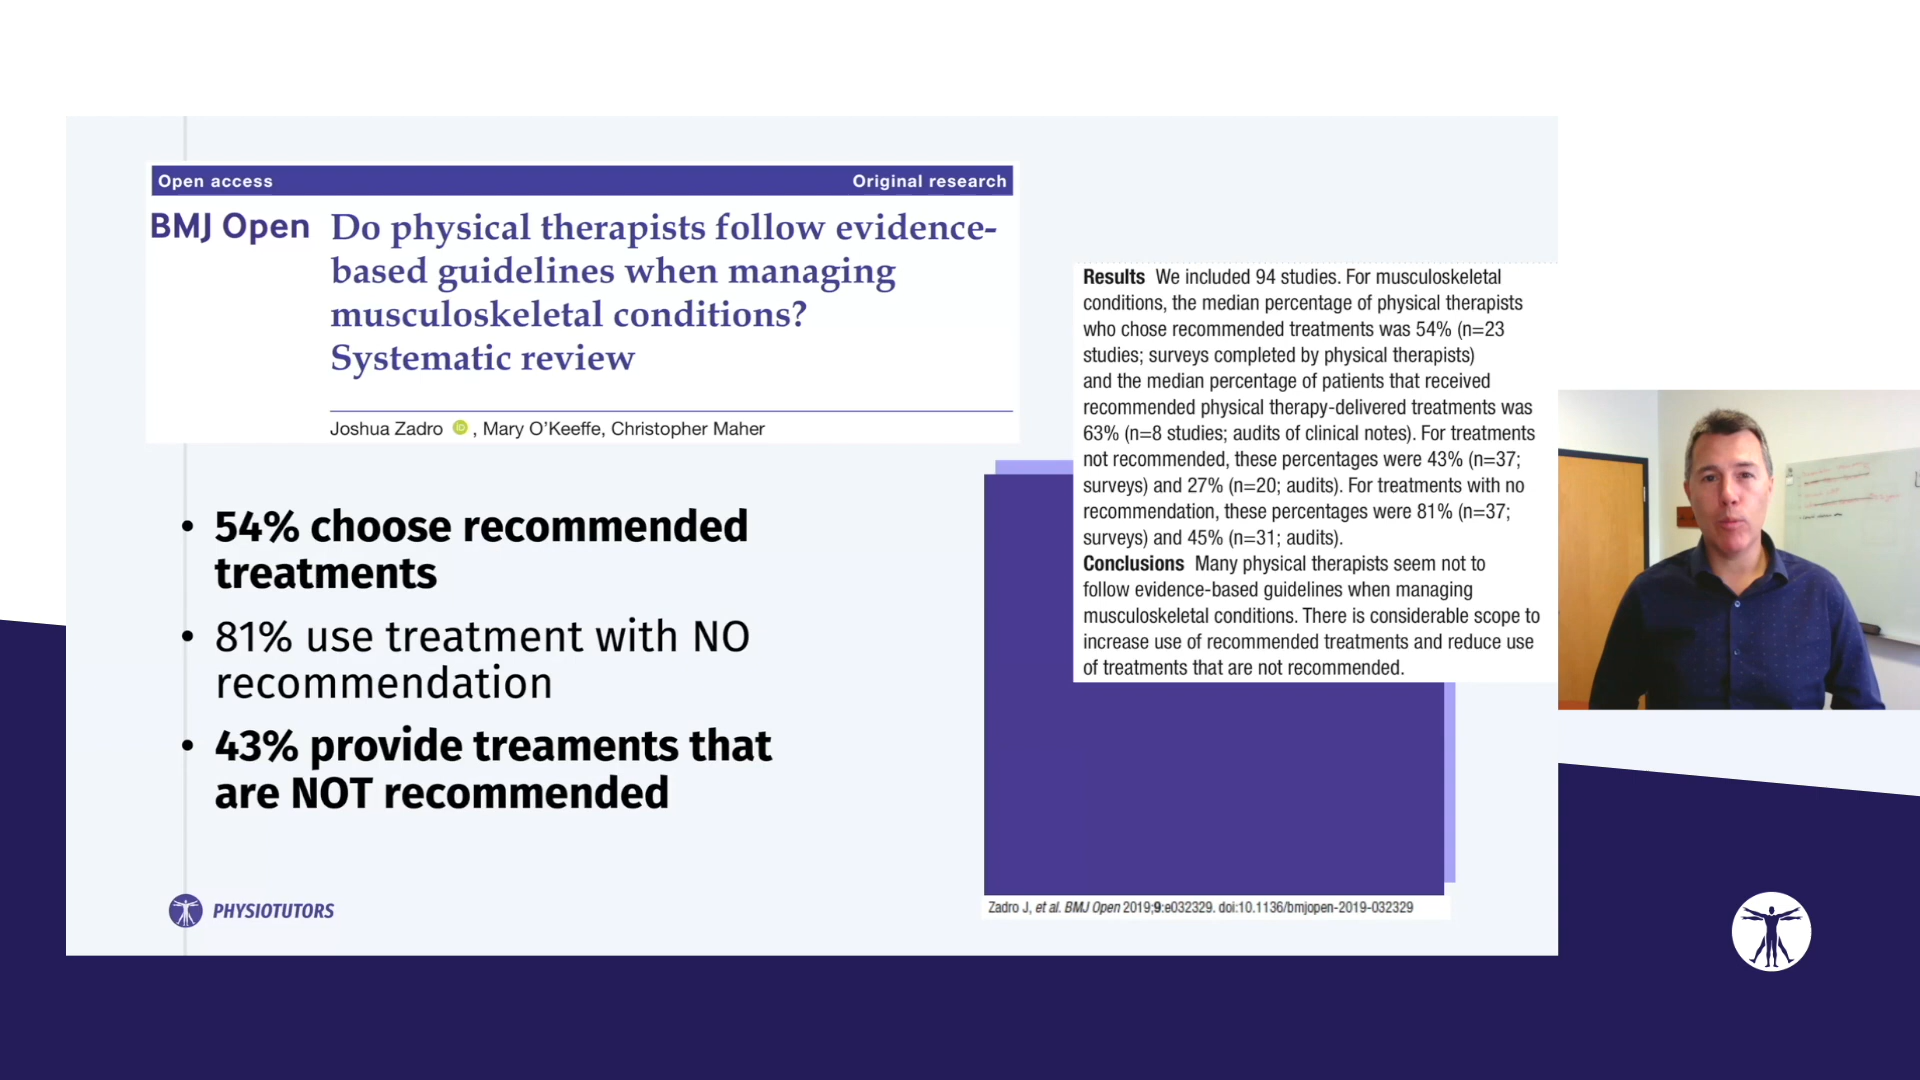 Open access Original research
BMJ Open Do physical therapists follow evidence-
based guidelines when managing
musculoskeletal conditions?
Systematic review
Joshua Zadro iD , Mary O'Keeffe, Christopher Maher
• 54% choose recommended
treatments
• 81% use treatment with NO
recommendation
• 43% provide treaments that
are NOT recommended
PHYSIOTUTORS
Results We included 94 studies. For musculoskeletal
conditions, the median percentage of physical therapists
who chose recommended treatments was 54% (n=23
studies; surveys completed by physical therapists)
and the median percentage of patients that received
recommended physical therapy-delivered treatments was
63% (n=8 studies; audits of clinical notes). For treatments
not recommended, these percentages were 43% (n=37;
surveys) and 27% (n=20; audits). For treatments with no
recommendation, these percentages were 81% (n=37;
surveys) and 45% (n=31; audits).
Conclusions Many physical therapists seem not to
follow evidence-based guidelines when managing
musculoskeletal conditions. There is considerable scope to
increase use of recommended treatments and reduce use
of treatments that are not recommended.
Zadro J, et al. BMJ Open 2019;9:e032329. doi:10.1136/bmjopen-2019-032329